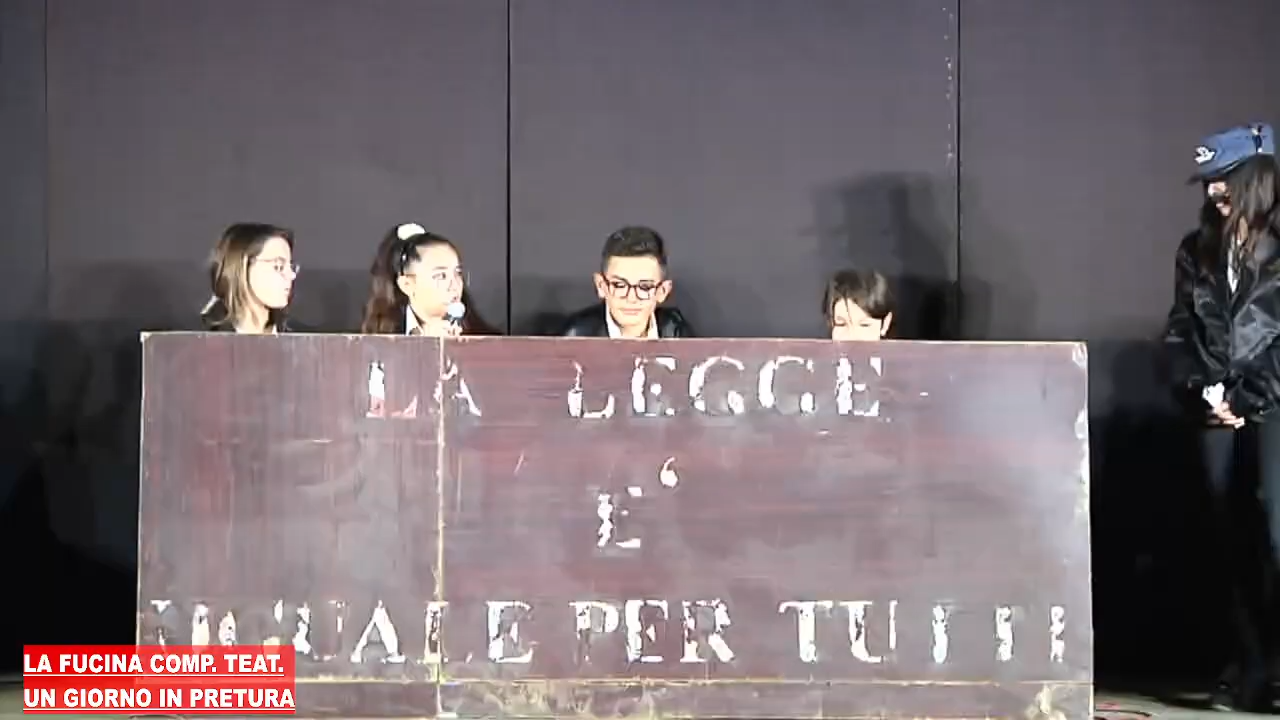 LA LEGGE
E'
UGUALE PER TUTTI
LA FUCINA COMP. TEAT.
UN GIORNO IN PRETURA